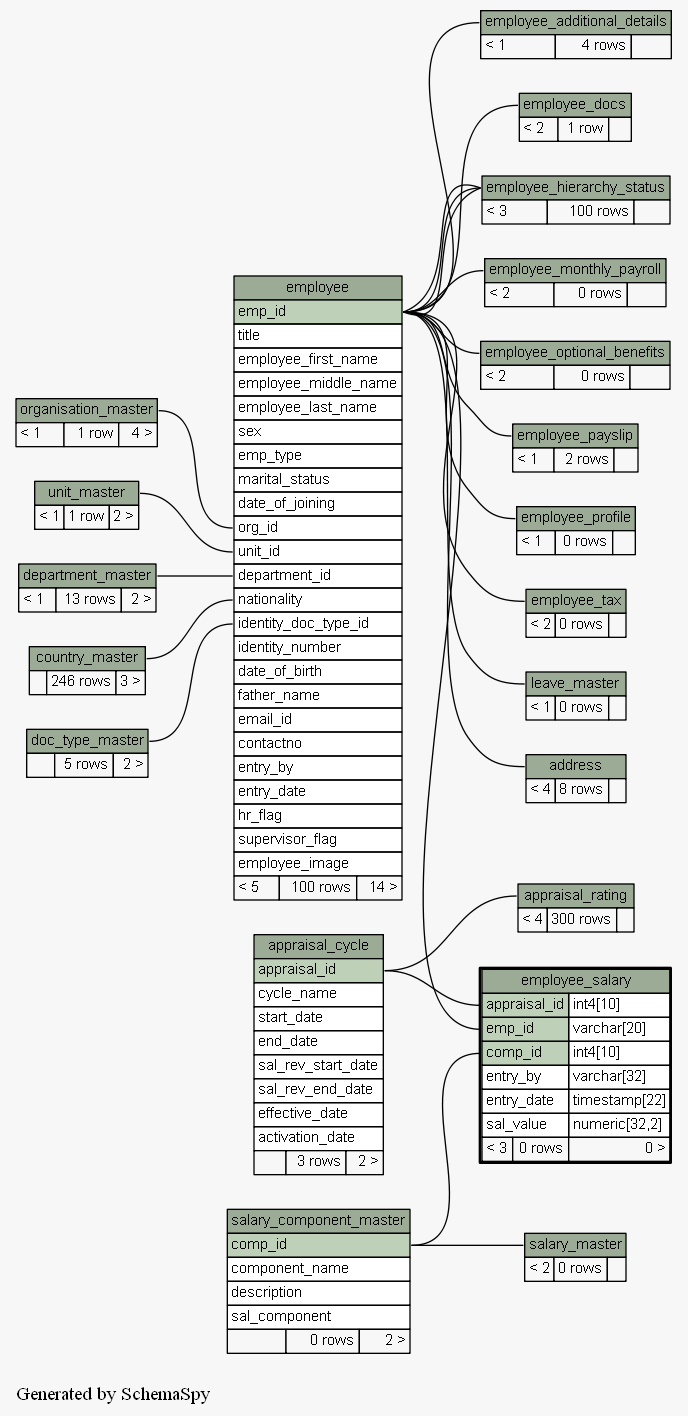 employee_additional_details
< 1 4 rows
employee_docs
< 2 1 row
employee_hierarchy_status
< 3 100 rows
employee_monthly_payroll
< 2 0 rows
employee_optional_benefits
< 2 0 rows
employee_payslip
< 1 2 rows
employee_profile
< 1 0 rows
employee_tax
< 2 0 rows
leave_master
< 1 0 rows
address
< 4 8 rows
employee
emp_id
title
employee_first_name
employee_middle_name
employee_last_name
sex
emp_type
marital_status
date_of_joining
org_id
unit_id
department_id
nationality
identity_doc_type_id
identity_number
date_of_birth
father_name
email_id
contactno
entry_by
entry_date
hr_flag
supervisor_flag
employee_image
< 5 100 rows 14 >
organisation_master
< 1 1 row 4 >
unit_master
< 1 1 row 2 >
department_master
< 1 13 rows 2 >
country_master
246 rows 3 >
doc_type_master
5 rows 2 >
appraisal_rating
< 4 300 rows
appraisal_cycle
appraisal_id
cycle_name
start_date
end_date
sal_rev_start_date
sal_rev_end_date
effective_date
activation_date
3 rows 2 >
employee_salary
appraisal_id int4[10]
emp_id varchar[20]
comp_id int4[10]
entry_by varchar[32]
entry_date timestamp[22]
sal_value numeric[32,2]
< 3 0 rows 0 >
salary_component_master
comp_id
component_name
description
sal_component
0 rows 2 >
salary_master
< 2 0 rows
Generated by SchemaSpy